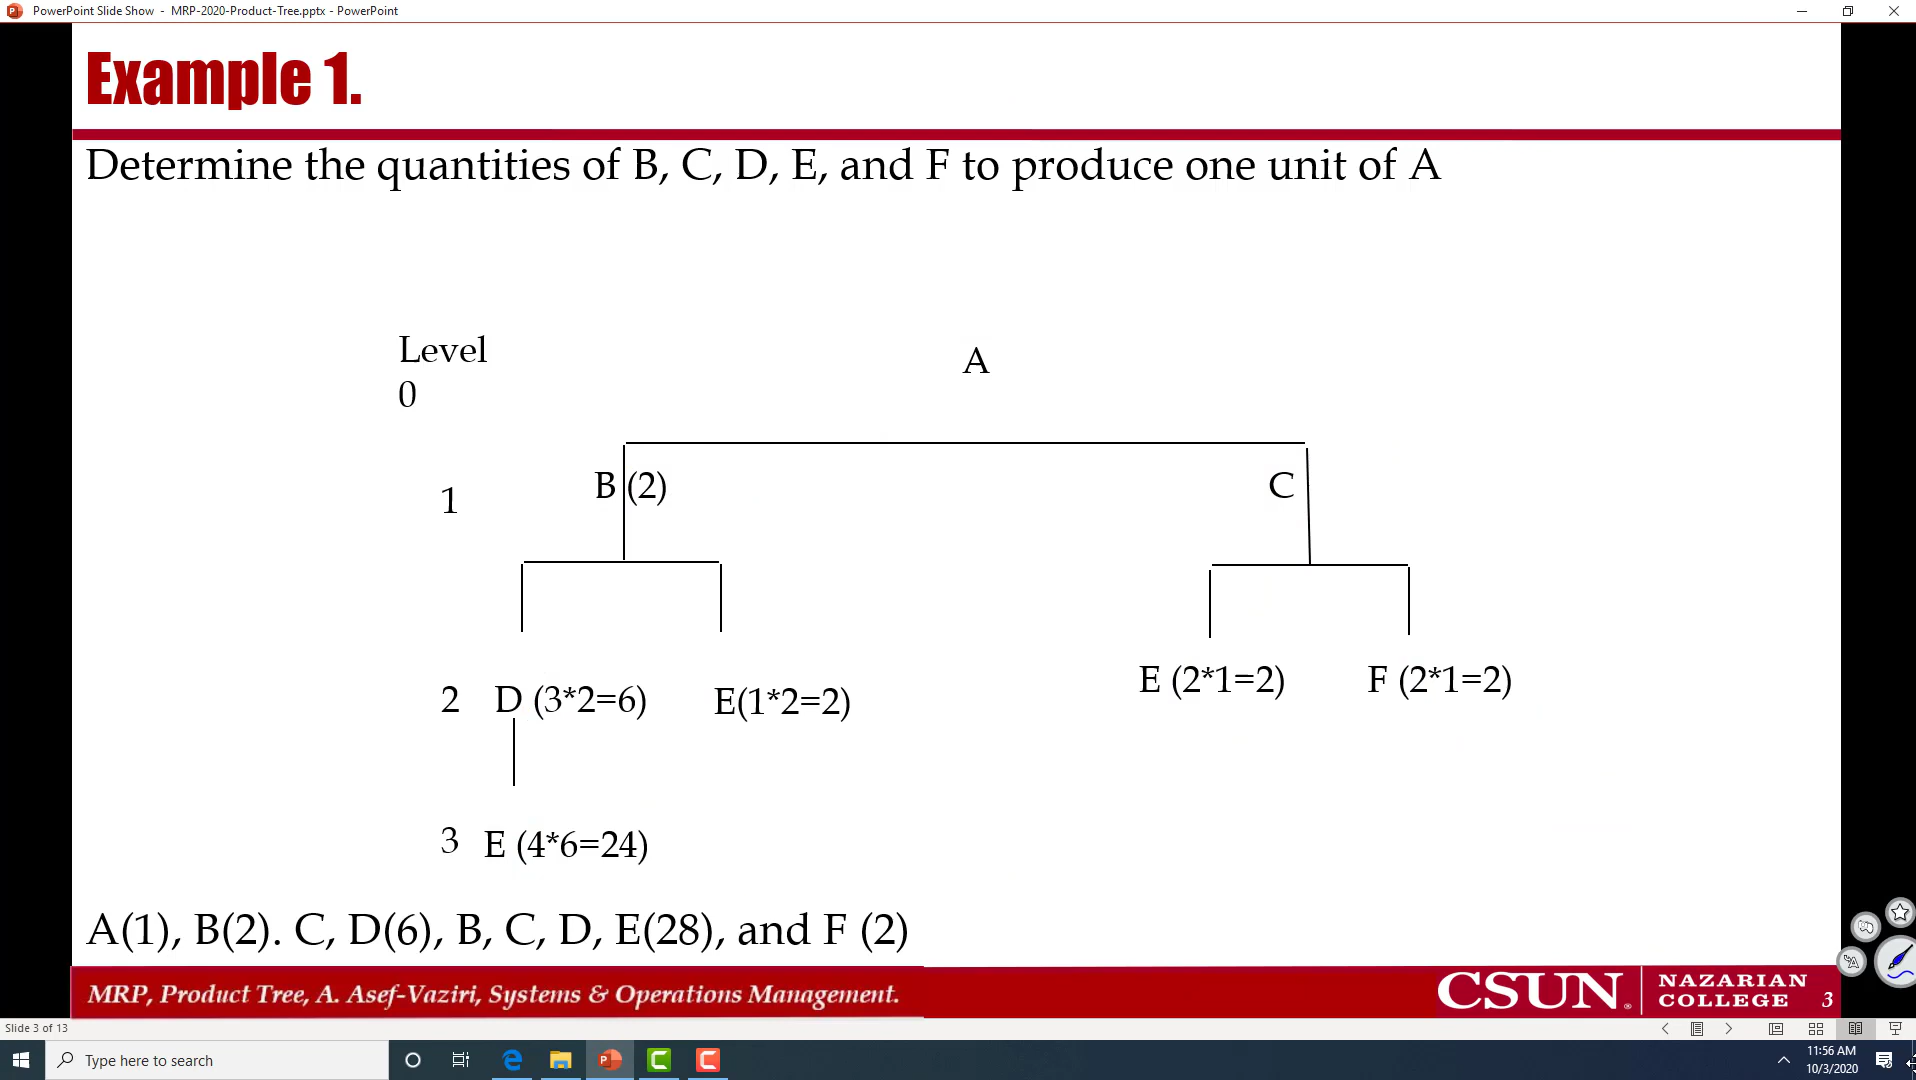 PowerPoint Slide Show - MRP-2020-Product-Tree.pptx - PowerPoint
Example 1.
Determine the quantities of B, C, D, E, and F to produce one unit of A
Level
0
A
1
B (2)
C
2
D (3*2=6)
E(1*2=2)
E (2*1=2)
F (2*1=2)
3
E (4*6=24)
A(1), B(2). C, D(6), B, C, D, E(28), and F (2)
MRP, Product Tree, A. Asef-Vaziri, Systems & Operations Management.
CSUN
NAZARIAN
COLLEGE
3
Slide 3 of 13
Type here to search
11:56 AM
10/3/2020